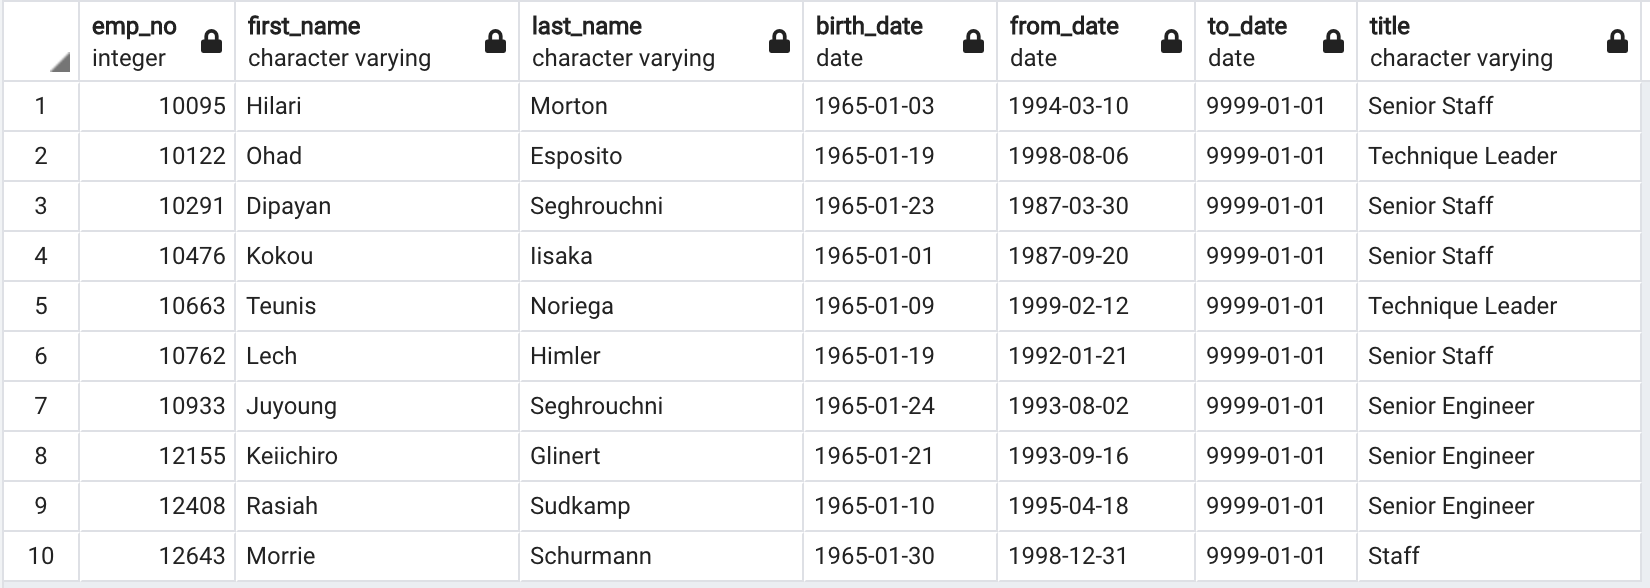 emp_no first_name last_name birth_date from_date to_date title
integer character varying character varying date date date character varying
1 10095 Hilari Morton 1965-01-03 1994-03-10 9999-01-01 Senior Staff
2 10122 Ohad Esposito 1965-01-19 1998-08-06 9999-01-01 Technique Leader
3 10291 Dipayan Seghrouchni 1965-01-23 1987-03-30 9999-01-01 Senior Staff
4 10476 Kokou Iisaka 1965-01-01 1987-09-20 9999-01-01 Senior Staff
5 10663 Teunis Noriega 1965-01-09 1999-02-12 9999-01-01 Technique Leader
6 10762 Lech Himler 1965-01-19 1992-01-21 9999-01-01 Senior Staff
7 10933 Juyoung Seghrouchni 1965-01-24 1993-08-02 9999-01-01 Senior Engineer
8 12155 Keiichiro Glinert 1965-01-21 1993-09-16 9999-01-01 Senior Engineer
9 12408 Rasiah Sudkamp 1965-01-10 1995-04-18 9999-01-01 Senior Engineer
10 12643 Morrie Schurmann 1965-01-30 1998-12-31 9999-01-01 Staff